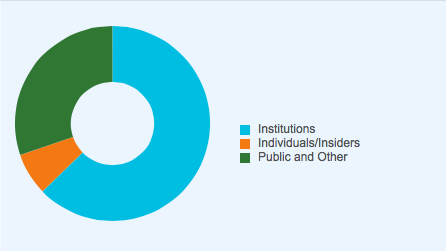 Institutions
Individuals/Insiders
Public and Other